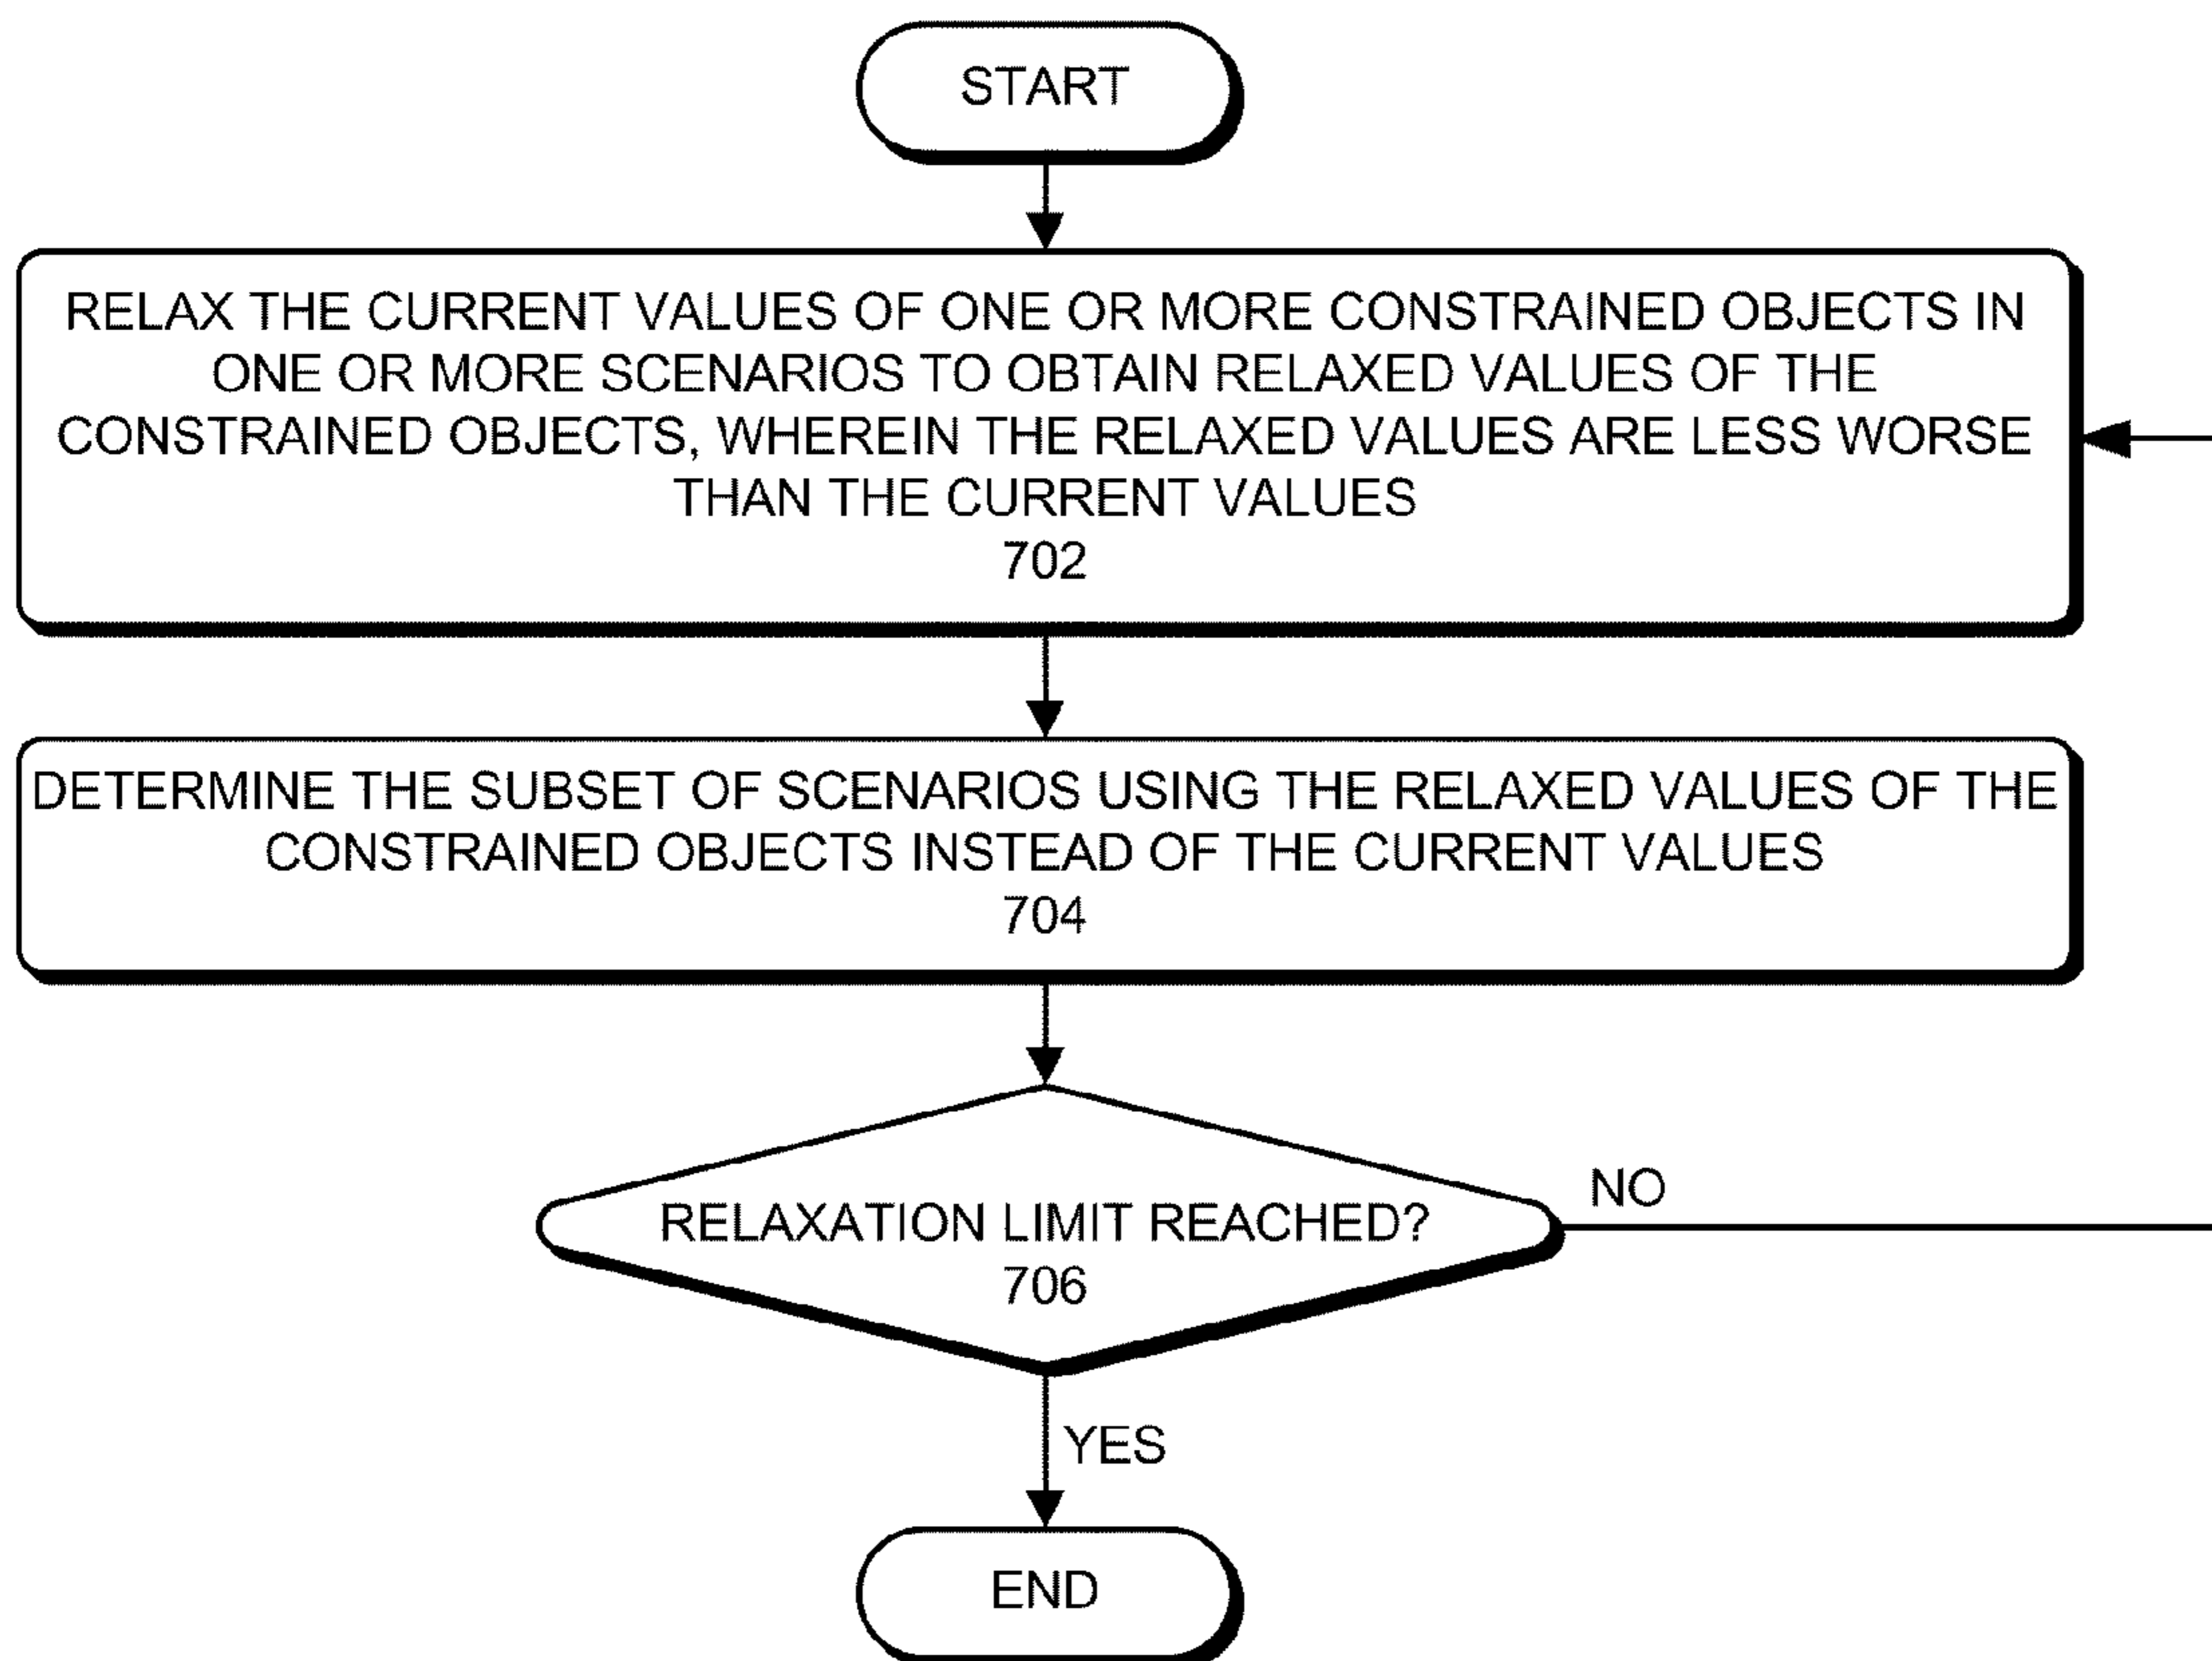 START
RELAX THE CURRENT VALUES OF ONE OR MORE CONSTRAINED OBJECTS IN
ONE OR MORE SCENARIOS TO OBTAIN RELAXED VALUES OF THE
CONSTRAINED OBJECTS, WHEREIN THE RELAXED VALUES ARE LESS WORSE
THAN THE CURRENT VALUES
702
DETERMINE THE SUBSET OF SCENARIOS USING THE RELAXED VALUES OF THE
CONSTRAINED OBJECTS INSTEAD OF THE CURRENT VALUES
704
NO
RELAXATION LIMIT REACHED?
706
YES
END